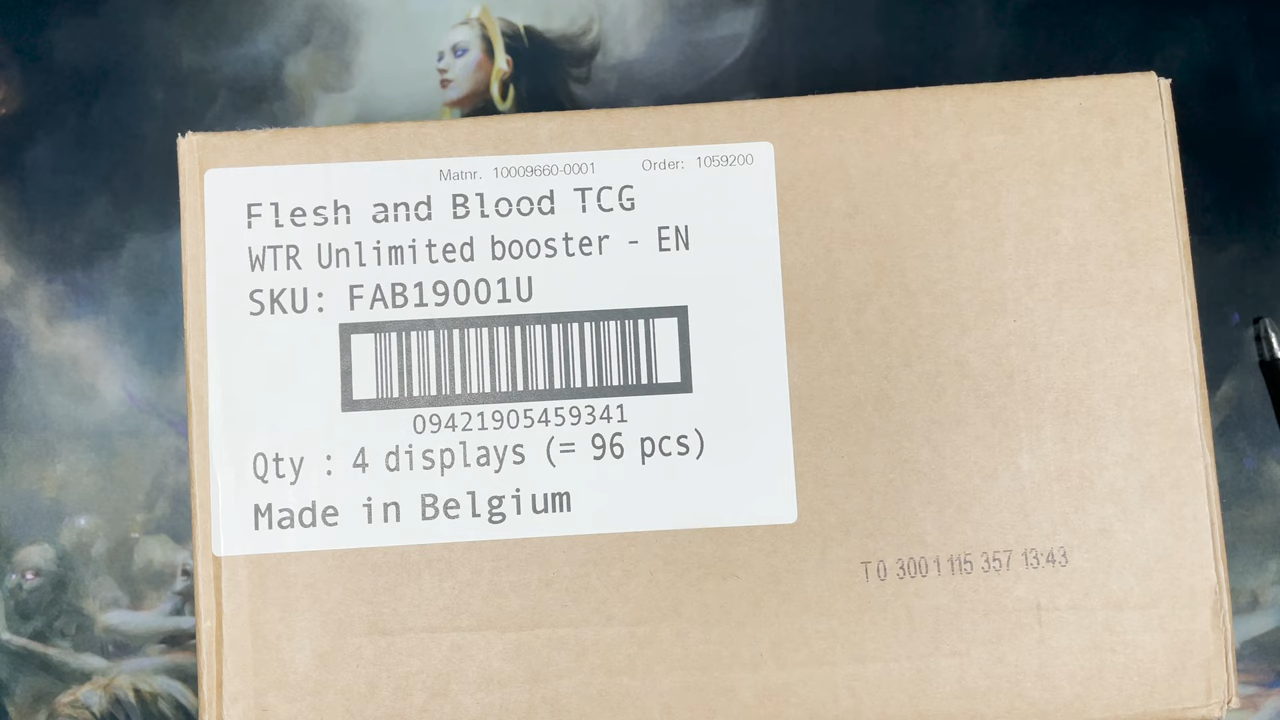 Matnr. 10009660-0001 Order: 1059200
Flesh and Blood TCG
WTR Unlimited booster - EN
SKU: FAB19001U
09421905459341
Qty : 4 displays (= 96 pcs)
Made in Belgium
T0 3001 115 357 13:43